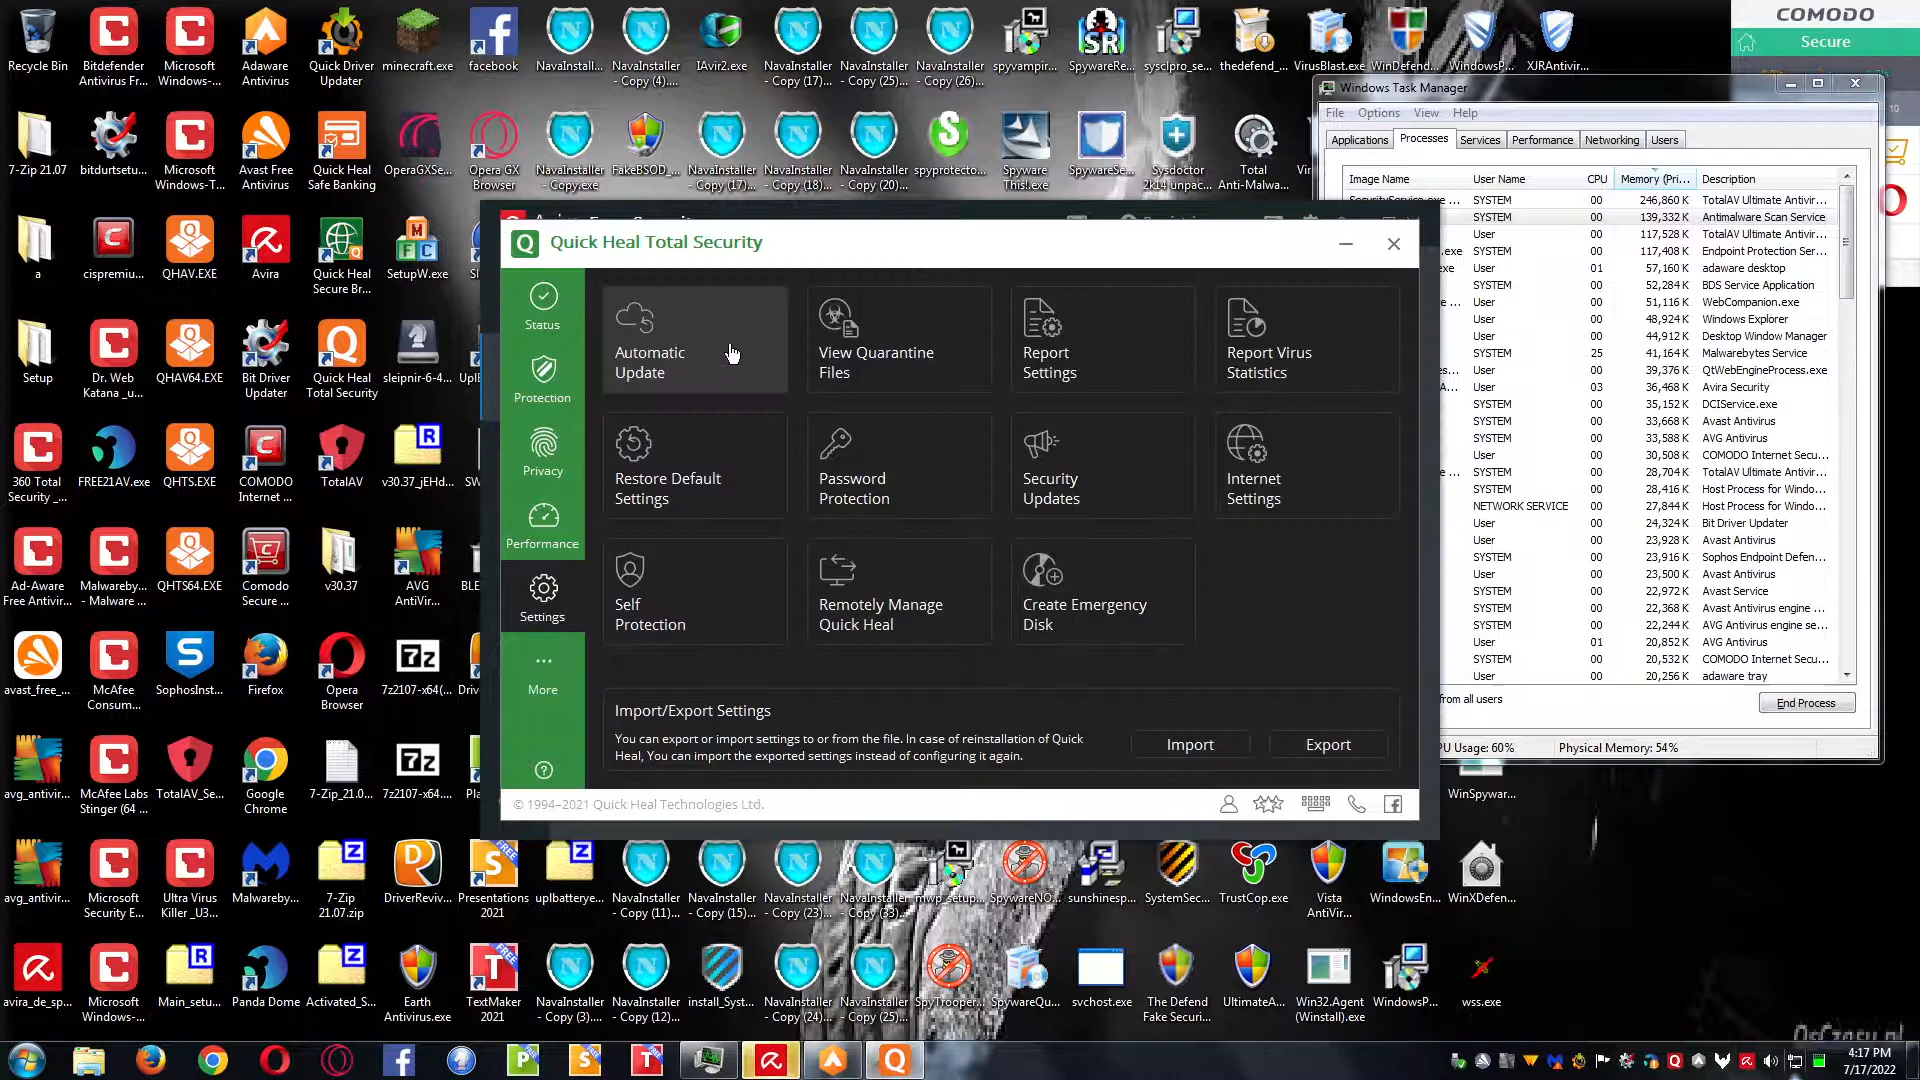 Recycle Bin
Bitdefender
Antivirus Fr...
Microsoft
Windows-...
Adaware
Antivirus
Quick Driver
Updater
minecraft.exe
facebook
NavaInstall...
NavaInstaller
- Copy (4)....
IAvir2.exe
NavaInstaller
- Copy (17)...
NavaInstaller
- Copy (25)...
NavaInstaller
- Copy (26)...
spyvampir...
SpywareRe...
sysclpro_se...
thedefend_...
VirusBlast.exe
WinDefend...
WindowsP...
XJRAntivir...
COMODO
Secure
7-Zip 21.07
bitdurtsetu...
Microsoft
Windows-T...
Avast Free
Antivirus
Quick Heal
Safe Banking
OperaGXSe...
Opera GX
Browser
NavaInstaller
- Copy.exe
FakeBSOD_...
NavaInstaller
- Copy (17)...
NavaInstaller
- Copy (18)...
NavaInstaller
- Copy (20)...
spyprotecto...
Spyware
This!.exe
SpywareSe...
Sysdoctor
2k14 unpac...
Total
Anti-Malwa...
a
cispremiu...
QHAV.EXE
Avira
Quick Heal
Secure Br...
SetupW.exe
Setup
Dr. Web
Katana _u...
QHAV64.EXE
Bit Driver
Updater
Quick Heal
Total Security
sleipnir-6-4...
360 Total
Security _...
FREE21AV.exe
QHTS.EXE
COMODO
Internet ...
TotalAV
v30.37_jEHd...
Ad-Aware
Free Antivir...
Malwareby...
- Malware ...
QHTS64.EXE
Comodo
Secure ...
v30.37
AVG
AntiVir...
avast_free_...
McAfee
Consum...
SophosInst...
Firefox
Opera
Browser
7z2107-x64(...
avg_antivir...
McAfee Labs
Stinger (64 ...
TotalAV_Se...
Google
Chrome
7-Zip_21.0...
7z2107-x64....
avg_antivir...
Microsoft
Security E...
Ultra Virus
Killer _U3...
Malwareby...
7-Zip
21.07.zip
DriverReviv...
Presentations
2021
uplbatterye...
NavaInstaller
- Copy (11)...
NavaInstaller
- Copy (15)...
NavaInstaller
- Copy (23)...
NavaInstaller
- Copy (33)...
mwp_setup...
SpywareNO...
sunshinesp...
SystemSec...
TrustCop.exe
Vista
AntiVir...
WindowsEn...
WinXDefen...
avira_de_sp...
Microsoft
Windows-...
Main_setu...
Panda Dome
Activated_S...
Earth
Antivirus.exe
TextMaker
2021
NavaInstaller
- Copy (3)....
NavaInstaller
- Copy (12)...
install_Syst...
NavaInstaller
- Copy (24)...
NavaInstaller
- Copy (25)...
SpyTrooper...
SpywareQu...
svchost.exe
The Defend
Fake Securi...
UltimateA...
Win32.Agent
(Winstall).exe
WindowsP...
wss.exe
WinSpywar...
Quick Heal Total Security
Status
Protection
Privacy
Performance
Settings
More
Automatic
Update
View Quarantine
Files
Report
Settings
Report Virus
Statistics
Restore Default
Settings
Password
Protection
Security
Updates
Internet
Settings
Self
Protection
Remotely Manage
Quick Heal
Create Emergency
Disk
Import/Export Settings
You can export or import settings to or from the file. In case of reinstallation of Quick
Heal, You can import the exported settings instead of configuring it again.
Import
Export
© 1994–2021 Quick Heal Technologies Ltd.
Windows Task Manager
File Options View Help
Applications Processes Services Performance Networking Users
Image Name User Name CPU Memory (Pri... Description
SYSTEM 00 246,860 K TotalAV Ultimate Antivir...
SYSTEM 00 139,332 K Antimalware Scan Service
User 00 117,528 K TotalAV Ultimate Antivir...
SYSTEM 00 117,408 K Endpoint Protection Ser...
User 01 57,160 K adaware desktop
SYSTEM 00 52,284 K BDS Service Application
User 00 51,116 K WebCompanion.exe
User 00 48,924 K Windows Explorer
User 00 44,912 K Desktop Window Manager
SYSTEM 25 41,164 K Malwarebytes Service
User 00 39,376 K QtWebEngineProcess.exe
User 03 36,468 K Avira Security
SYSTEM 00 35,152 K DCIService.exe
SYSTEM 00 33,668 K Avast Antivirus
SYSTEM 00 33,588 K AVG Antivirus
User 00 30,508 K COMODO Internet Secu...
SYSTEM 00 28,704 K TotalAV Ultimate Antivir...
SYSTEM 00 28,416 K Host Process for Windo...
NETWORK SERVICE 00 27,844 K Host Process for Windo...
User 00 24,324 K Bit Driver Updater
User 00 23,928 K Avast Antivirus
SYSTEM 00 23,916 K Sophos Endpoint Defen...
User 00 23,500 K Avast Antivirus
SYSTEM 00 22,972 K Avast Service
SYSTEM 00 22,368 K Avast Antivirus engine ...
SYSTEM 00 22,244 K AVG Antivirus engine se...
User 01 20,852 K AVG Antivirus
SYSTEM 00 20,532 K COMODO Internet Secu...
User 00 20,256 K adaware tray
from all users
End Process
PU Usage: 60%
Physical Memory: 54%
4:17 PM
7/17/2022